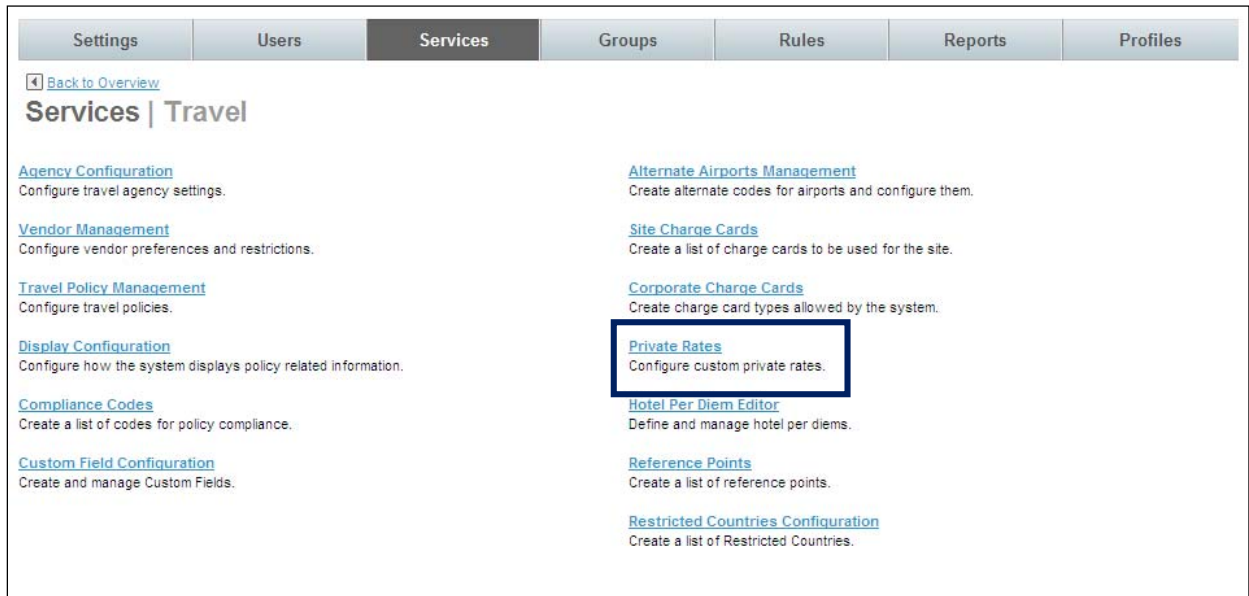 Settings Users Services Groups Rules Reports Profiles
Back to Overview
Services | Travel
Agency Configuration
Configure travel agency settings.
Vendor Management
Configure vendor preferences and restrictions.
Travel Policy Management
Configure travel policies.
Display Configuration
Configure how the system displays policy related information.
Compliance Codes
Create a list of codes for policy compliance.
Custom Field Configuration
Create and manage Custom Fields.
Alternate Airports Management
Create alternate codes for airports and configure them.
Site Charge Cards
Create a list of charge cards to be used for the site.
Corporate Charge Cards
Create charge card types allowed by the system.
Private Rates
Configure custom private rates.
Hotel Per Diem Editor
Define and manage hotel per diems.
Reference Points
Create a list of reference points.
Restricted Countries Configuration
Create a list of Restricted Countries.